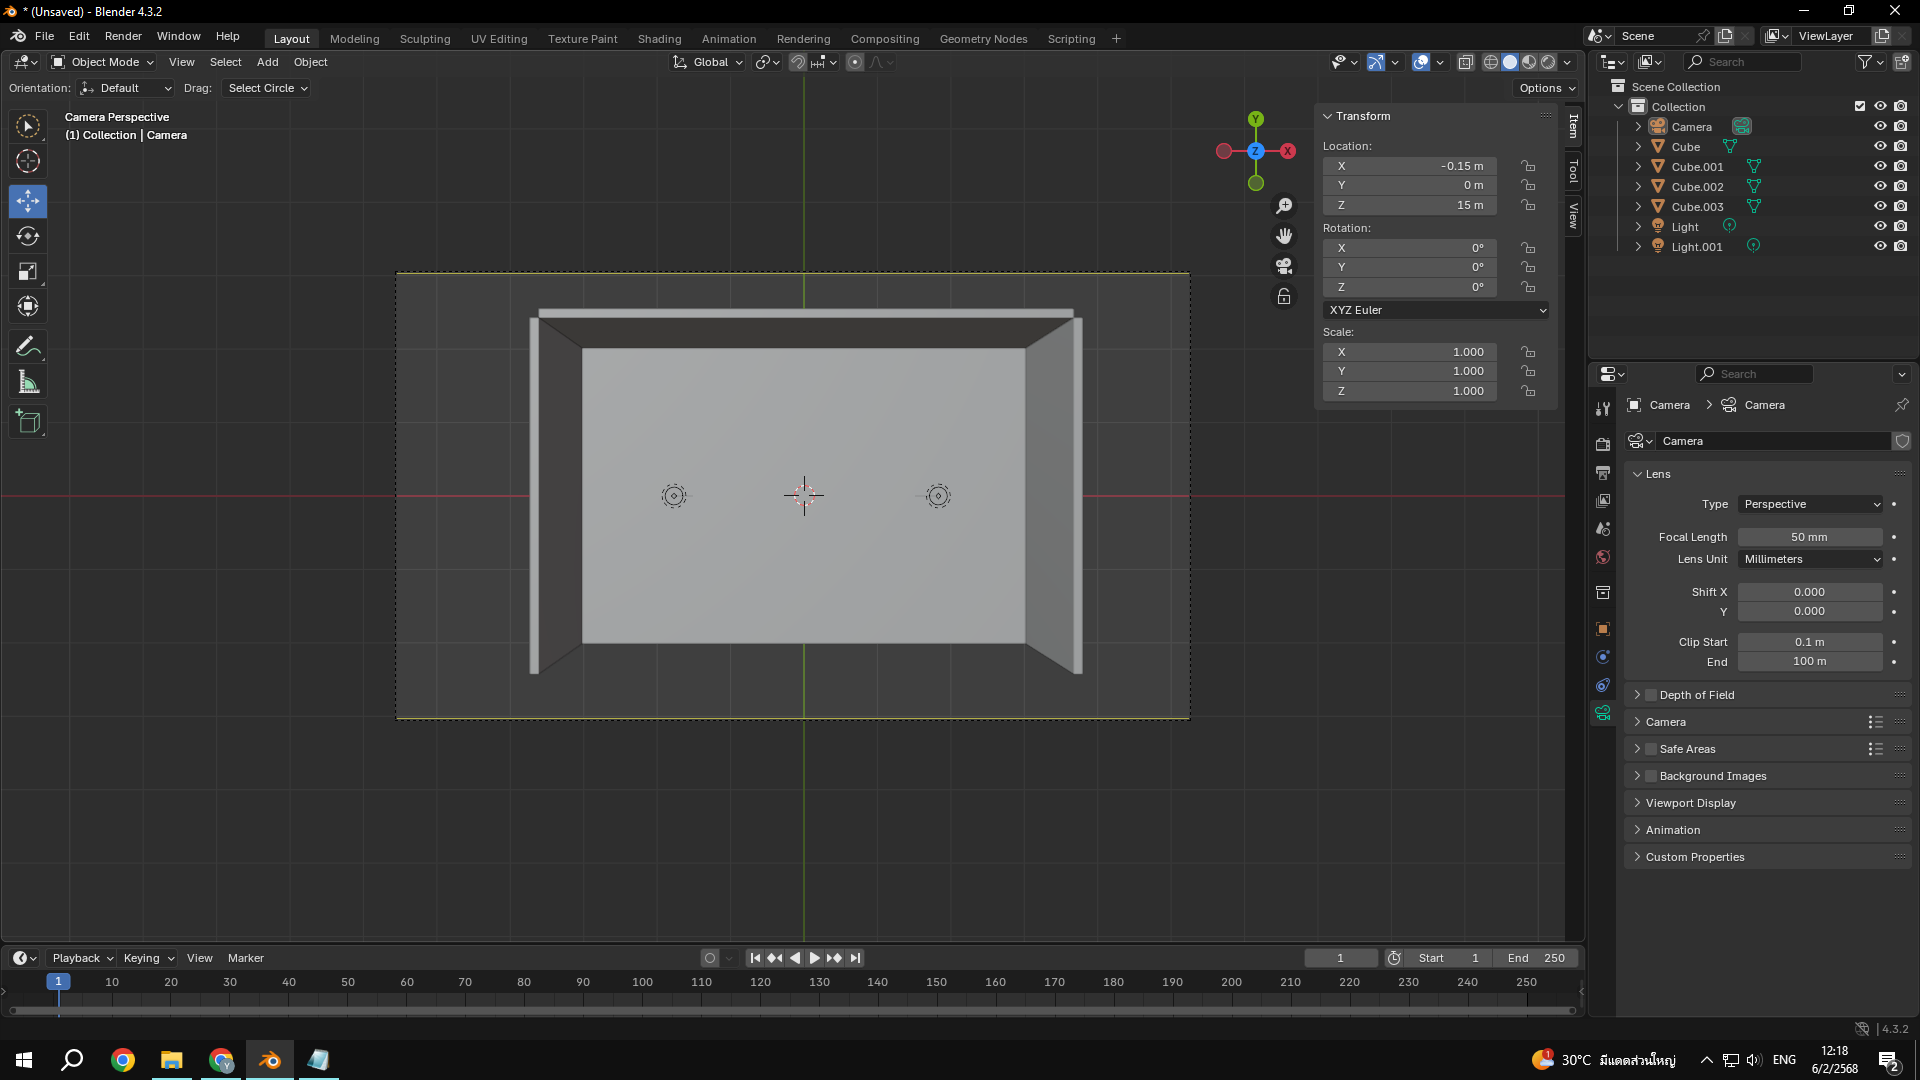 * (Unsaved) - Blender 4.3.2
File Edit Render Window Help Layout Modeling Sculpting UV Editing Texture Paint Shading Animation Rendering Compositing Geometry Nodes Scripting + Scene ViewLayer
Object Mode View Select Add Object Global Search
Orientation: Default Drag: Select Circle Options
Camera Perspective
(1) Collection | Camera
Y
X
Z
Item
Tool
View
Transform
Location:
X -0.15 m
Y 0 m
Z 15 m
Rotation:
X 0°
Y 0°
Z 0°
XYZ Euler
Scale:
X 1.000
Y 1.000
Z 1.000
Scene Collection
Collection
Camera
Cube
Cube.001
Cube.002
Cube.003
Light
Light.001
Search
Camera > Camera
Camera
Lens
Type Perspective
Focal Length 50 mm
Lens Unit Millimeters
Shift X 0.000
Y 0.000
Clip Start 0.1 m
End 100 m
Depth of Field
Camera
Safe Areas
Background Images
Viewport Display
Animation
Custom Properties
Playback Keying View Marker 1 Start 1 End 250
1 10 20 30 40 50 60 70 80 90 100 110 120 130 140 150 160 170 180 190 200 210 220 230 240 250
4.3.2
Y
1
30°C มีแดดส่วนใหญ่ ENG
12:18
6/2/2568
2